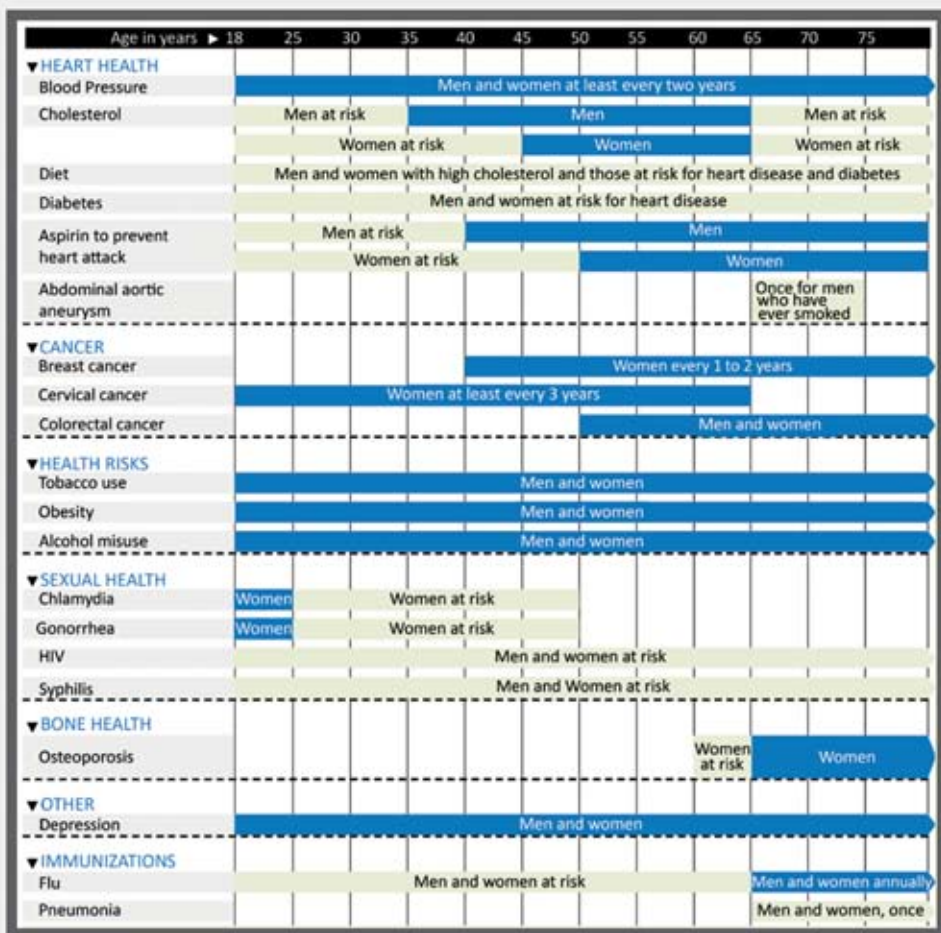 Age in years ▶ 18 25 30 35 40 45 50 55 60 65 70 75
▼HEART HEALTH
Blood Pressure Men and women at least every two years
Cholesterol Men at risk Men Men at risk
Women at risk Women Women at risk
Diet Men and women with high cholesterol and those at risk for heart disease and diabetes
Diabetes Men and women at risk for heart disease
Aspirin to prevent Men at risk Men
heart attack Women at risk Women
Abdominal aortic Once for men
aneurysm who have
ever smoked
▼CANCER
Breast cancer Women every 1 to 2 years
Cervical cancer Women at least every 3 years
Colorectal cancer Men and women
▼HEALTH RISKS
Tobacco use Men and women
Obesity Men and women
Alcohol misuse Men and women
▼SEXUAL HEALTH
Chlamydia Women Women at risk
Gonorrhea Women Women at risk
HIV Men and women at risk
Syphilis Men and Women at risk
▼BONE HEALTH
Osteoporosis Women at risk Women
▼OTHER
Depression Men and women
▼IMMUNIZATIONS
Flu Men and women at risk Men and women annually
Pneumonia Men and women, once